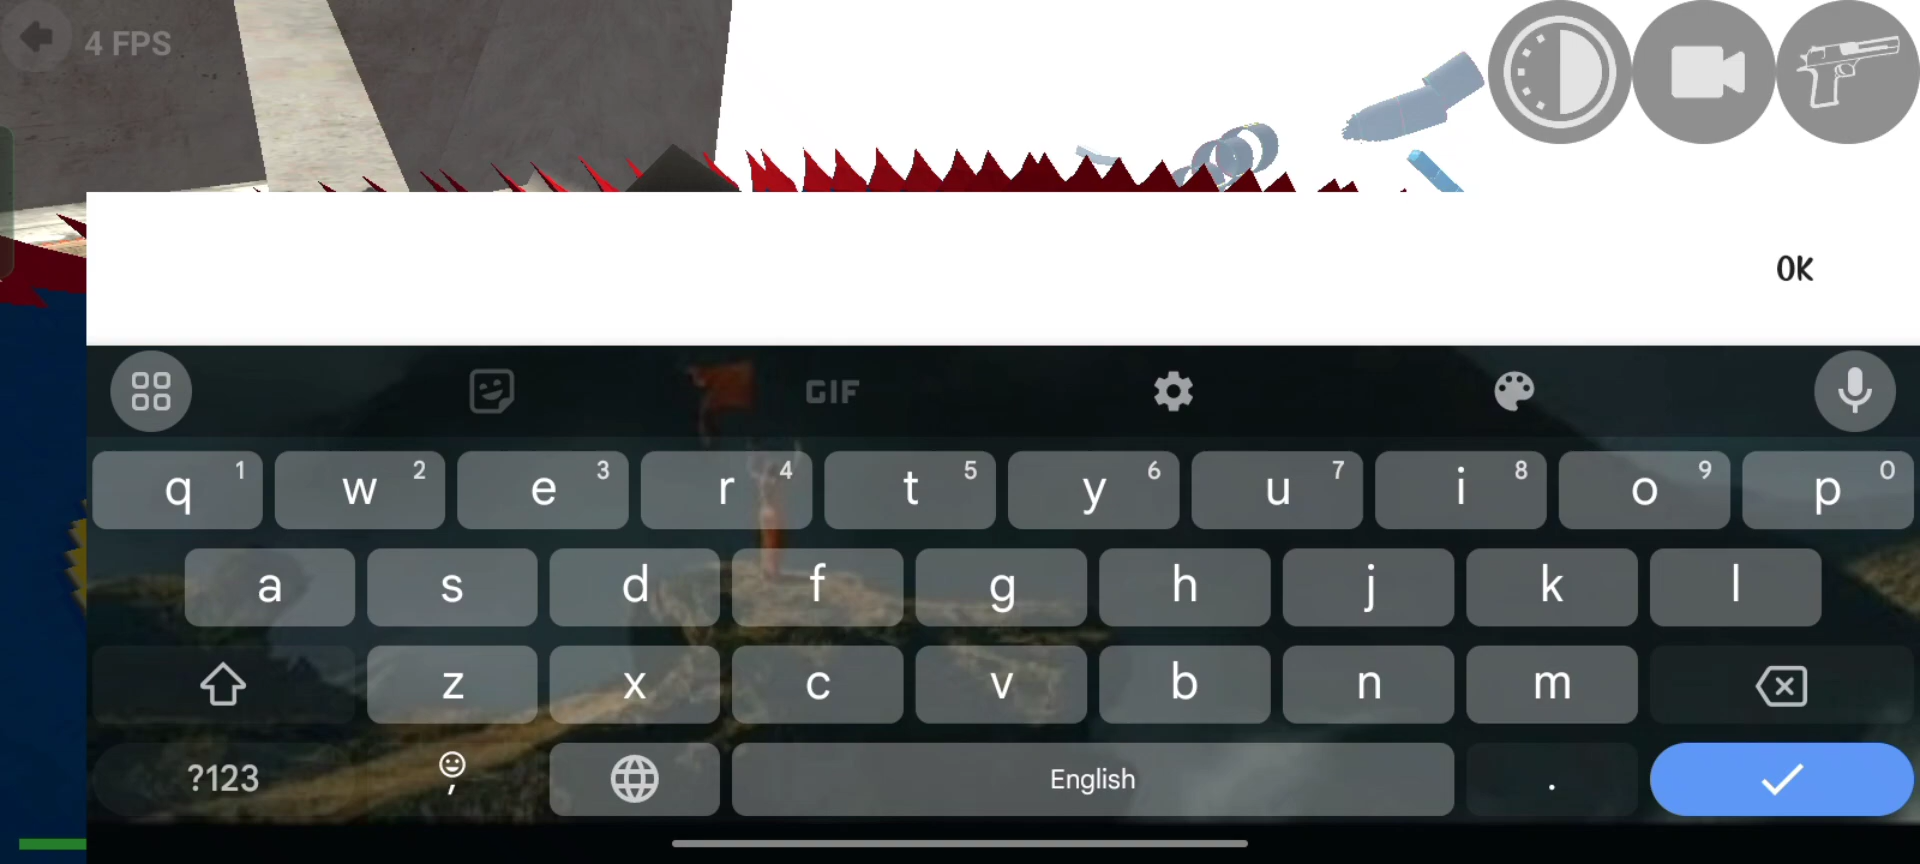 4 FPS
OK
GIF
q 1 w 2 e 3 r 4 t 5 y 6 u 7 i 8 o 9 p 0
a s d f g h j k l
z x c v b n m
?123 , English .